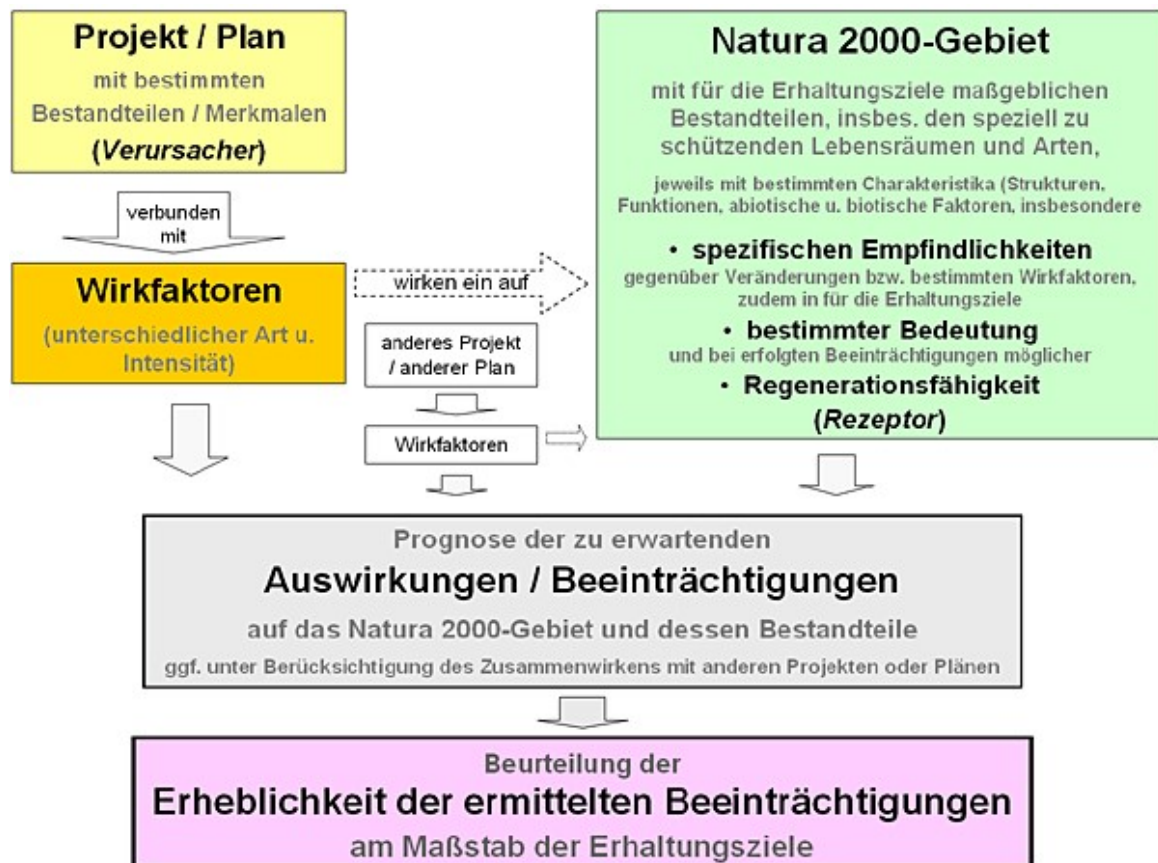 Projekt / Plan
mit bestimmten
Bestandteilen / Merkmalen
(Verursacher)
verbunden
mit
Wirkfaktoren
(unterschiedlicher Art u.
Intensität)
wirken ein auf
anderes Projekt
/ anderer Plan
Wirkfaktoren
Natura 2000-Gebiet
mit für die Erhaltungsziele maßgeblichen
Bestandteilen, insbes. den speziell zu
schützenden Lebensräumen und Arten,
jeweils mit bestimmten Charakteristika (Strukturen,
Funktionen, abiotische u. biotische Faktoren, insbesondere
• spezifischen Empfindlichkeiten
gegenüber Veränderungen bzw. bestimmten Wirkfaktoren,
zudem in für die Erhaltungsziele
• bestimmter Bedeutung
und bei erfolgten Beeinträchtigungen möglicher
• Regenerationsfähigkeit
(Rezeptor)
Prognose der zu erwartenden
Auswirkungen / Beeinträchtigungen
auf das Natura 2000-Gebiet und dessen Bestandteile
ggf. unter Berücksichtigung des Zusammenwirkens mit anderen Projekten oder Plänen
Beurteilung der
Erheblichkeit der ermittelten Beeinträchtigungen
am Maßstab der Erhaltungsziele